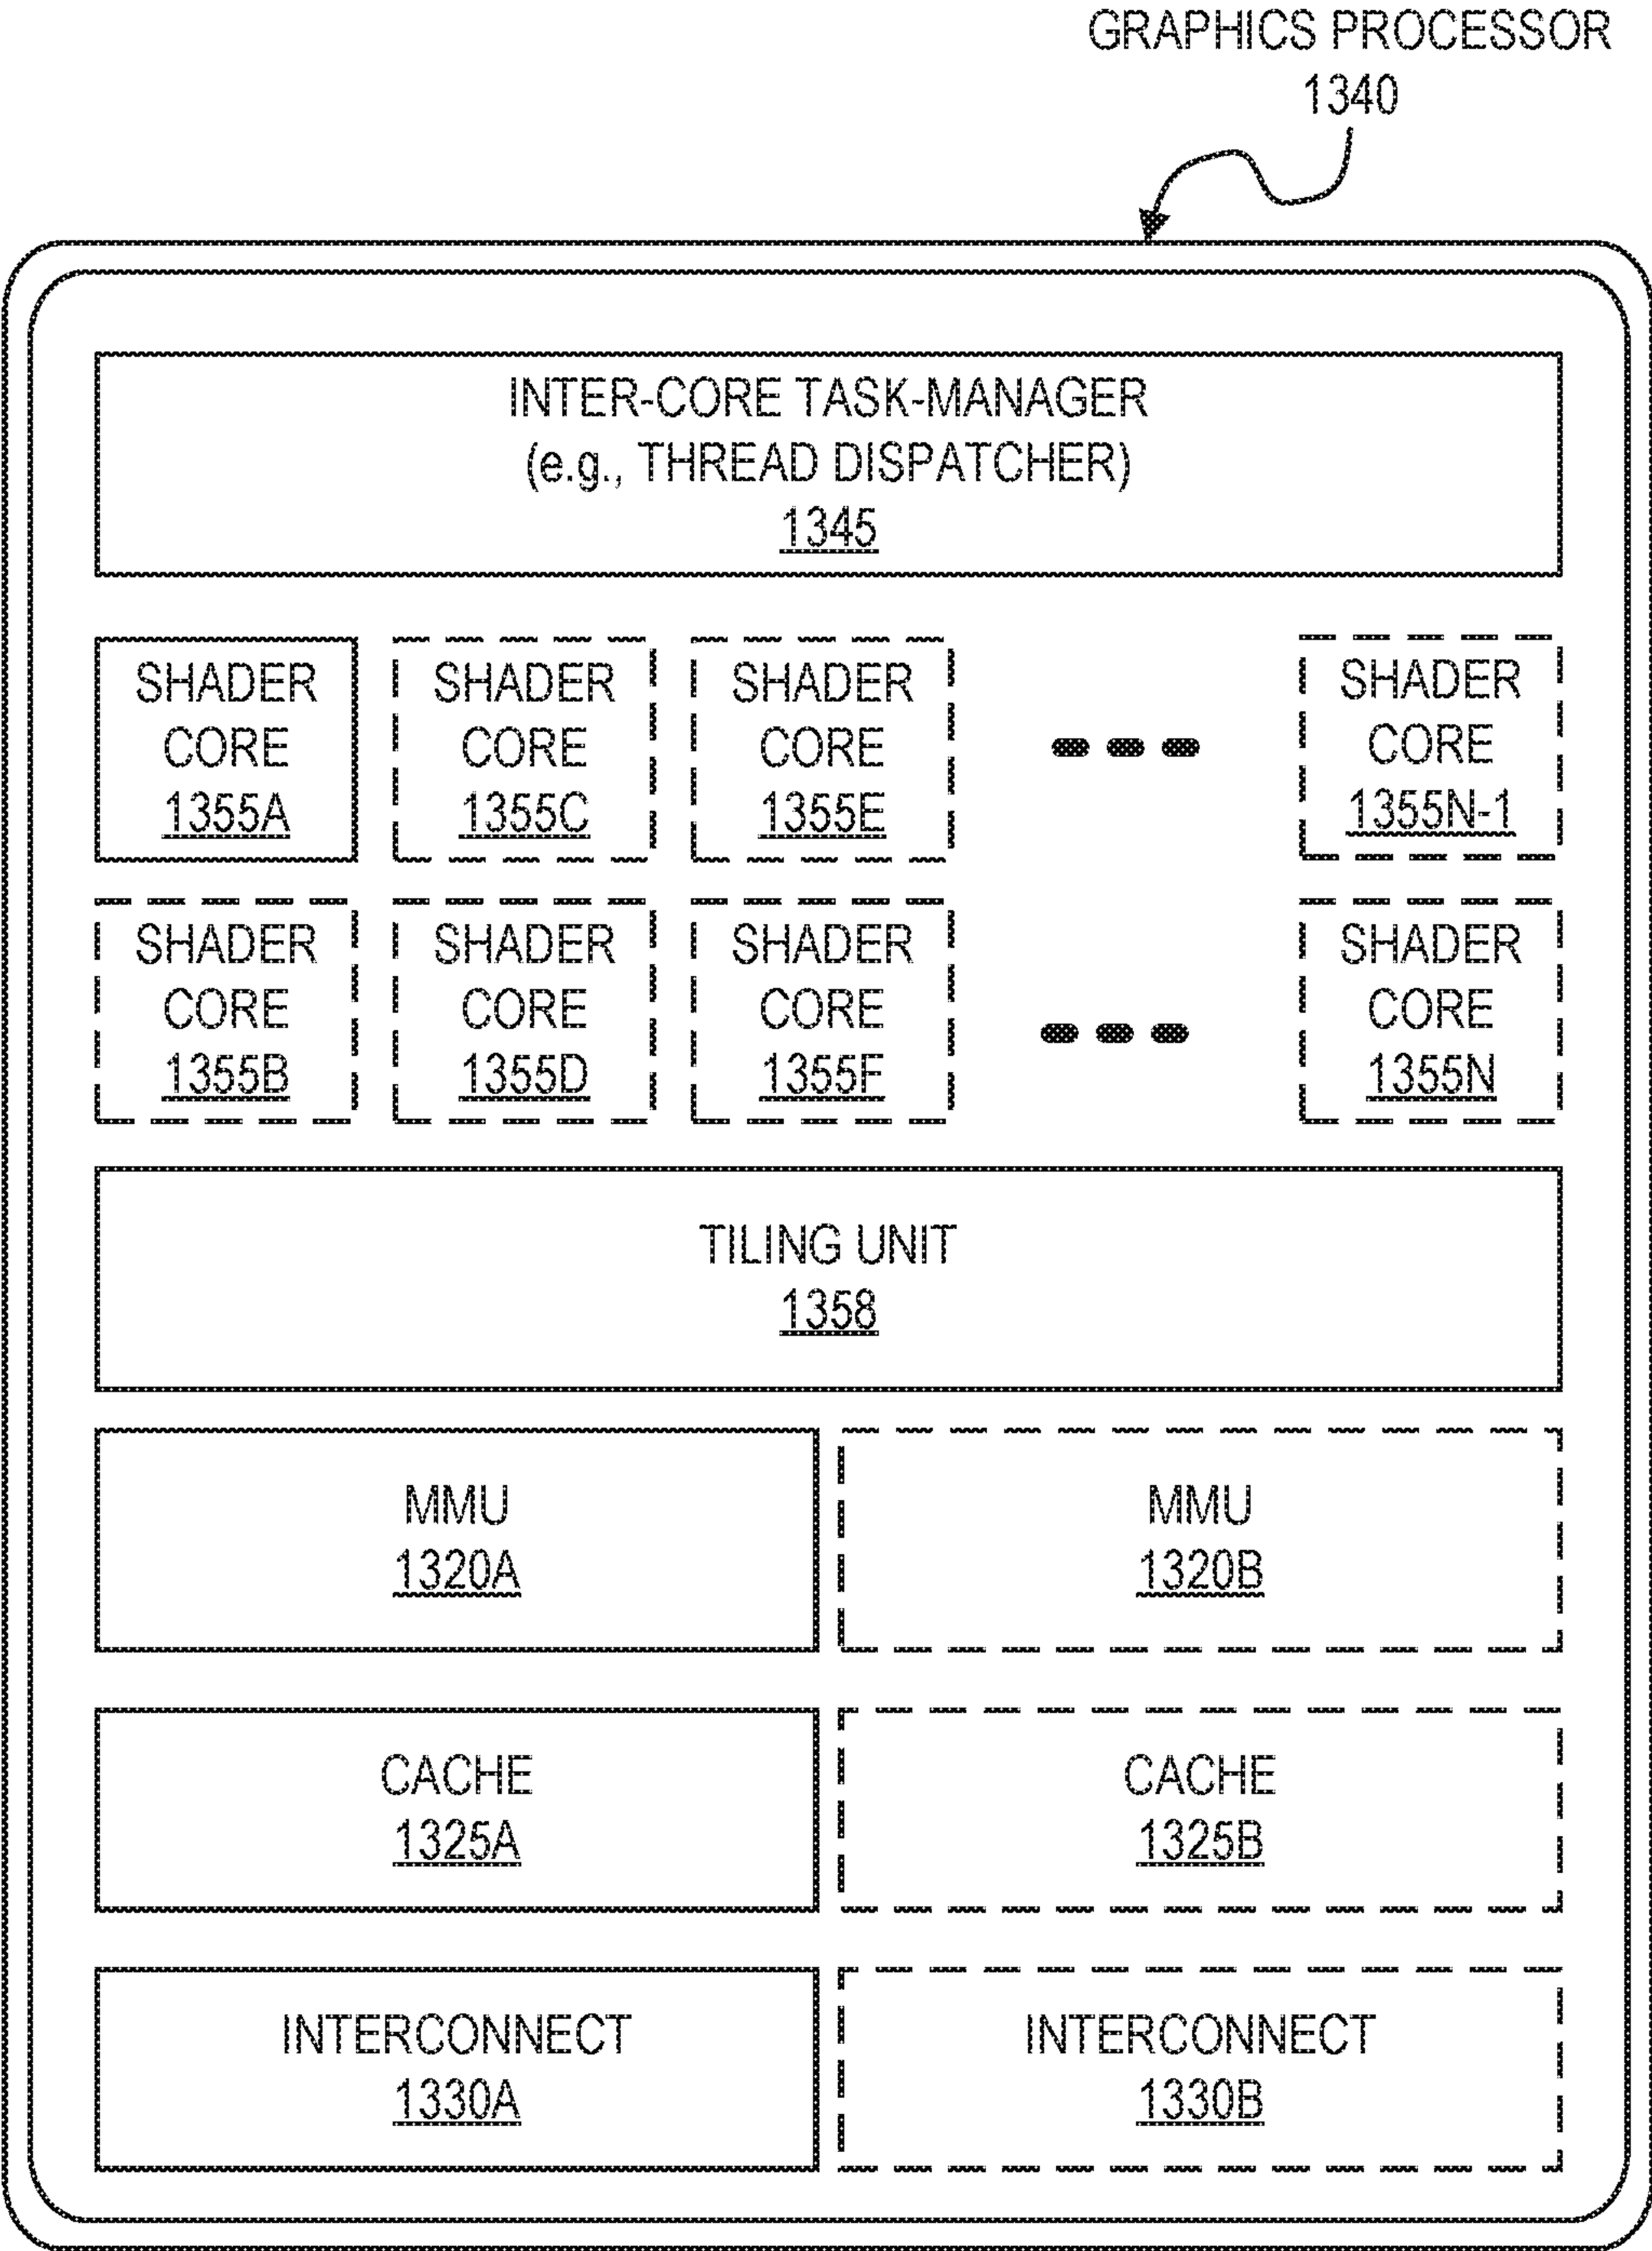 GRAPHICS PROCESSOR
1340
INTER-CORE TASK-MANAGER
(e.g., THREAD DISPATCHER)
1345
SHADER
CORE
1355A
SHADER
CORE
1355C
SHADER
CORE
1355E
SHADER
CORE
1355N-1
SHADER
CORE
1355B
SHADER
CORE
1355D
SHADER
CORE
1355F
SHADER
CORE
1355N
TILING UNIT
1358
MMU
1320A
MMU
1320B
CACHE
1325A
CACHE
1325B
INTERCONNECT
1330A
INTERCONNECT
1330B